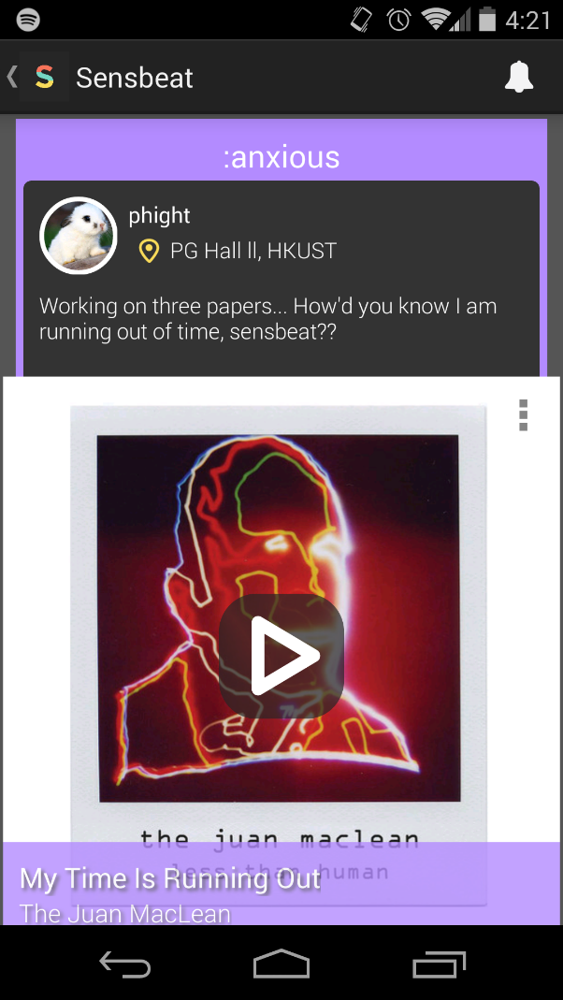 4:21
Sensbeat
:anxious
phight
PG Hall ll, HKUST
Working on three papers... How'd you know I am
running out of time, sensbeat??
the juan maclean
less than human
My Time Is Running Out
The Juan MacLean